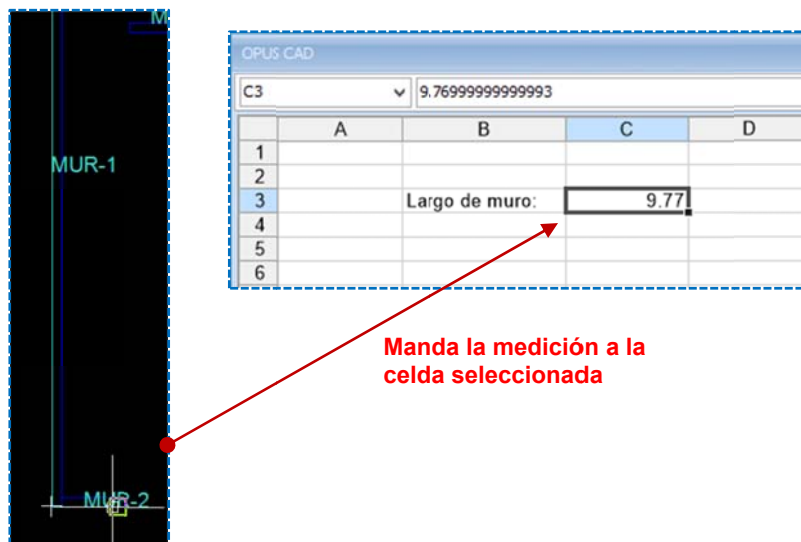 M
MUR-1
MUR-2
OPUS CAD
C3 9.76999999999993
A B C D
1
2
3 Largo de muro: 9.77
4
5
6
Manda la medición a la
celda seleccionada